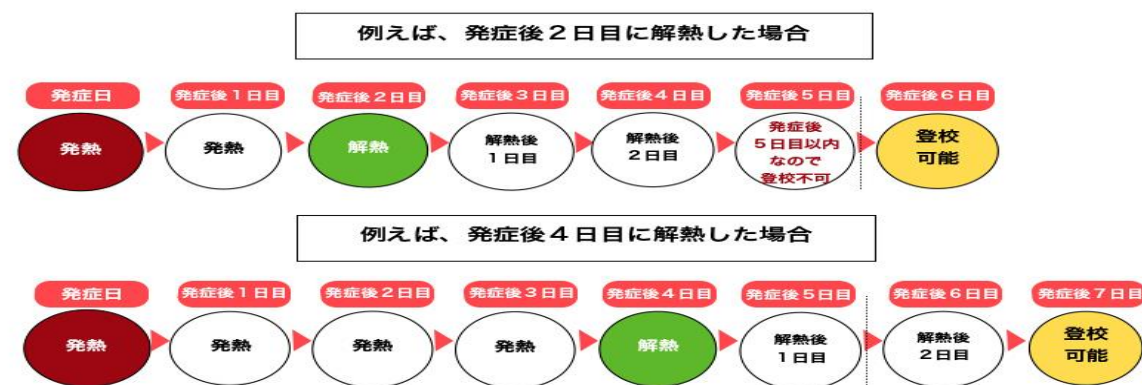 例えば、発症後２日目に解熱した場合
発症日
発症後１日目
発症後２日目
発症後３日目
発症後４日目
発症後５日目
発症後６日目
発熱
発熱
解熱
解熱後
１日目
解熱後
２日目
発症後
５日目以内
なので
登校不可
登校
可能
例えば、発症後４日目に解熱した場合
発症日
発症後１日目
発症後２日目
発症後３日目
発症後４日目
発症後５日目
発症後６日目
発症後７日目
発熱
発熱
発熱
発熱
解熱
解熱後
１日目
解熱後
２日目
登校
可能